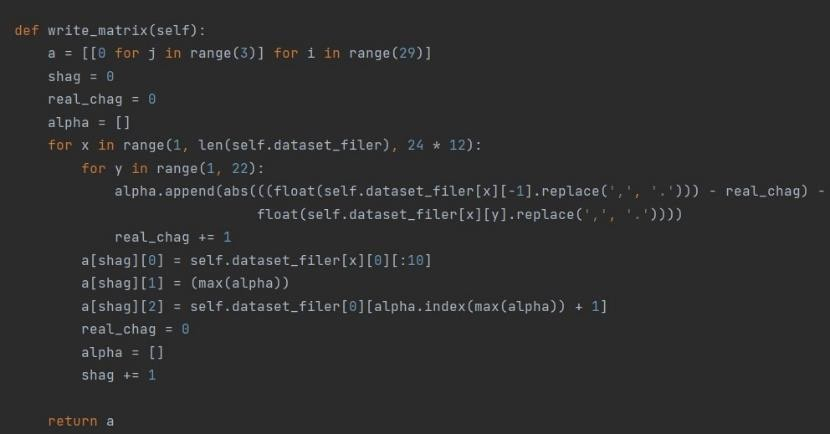 def write_matrix(self):
    a = [[0 for j in range(3)] for i in range(29)]
    shag = 0
    real_chag = 0
    alpha = []
    for x in range(1, len(self.dataset_filer), 24 * 12):
        for y in range(1, 22):
            alpha.append(abs(((float(self.dataset_filer[x][-1].replace(',', '.'))) - real_chag) -
                             float(self.dataset_filer[x][y].replace(',', '.'))))
            real_chag += 1
        a[shag][0] = self.dataset_filer[x][0][:10]
        a[shag][1] = (max(alpha))
        a[shag][2] = self.dataset_filer[0][alpha.index(max(alpha)) + 1]
        real_chag = 0
        alpha = []
        shag += 1
    return a